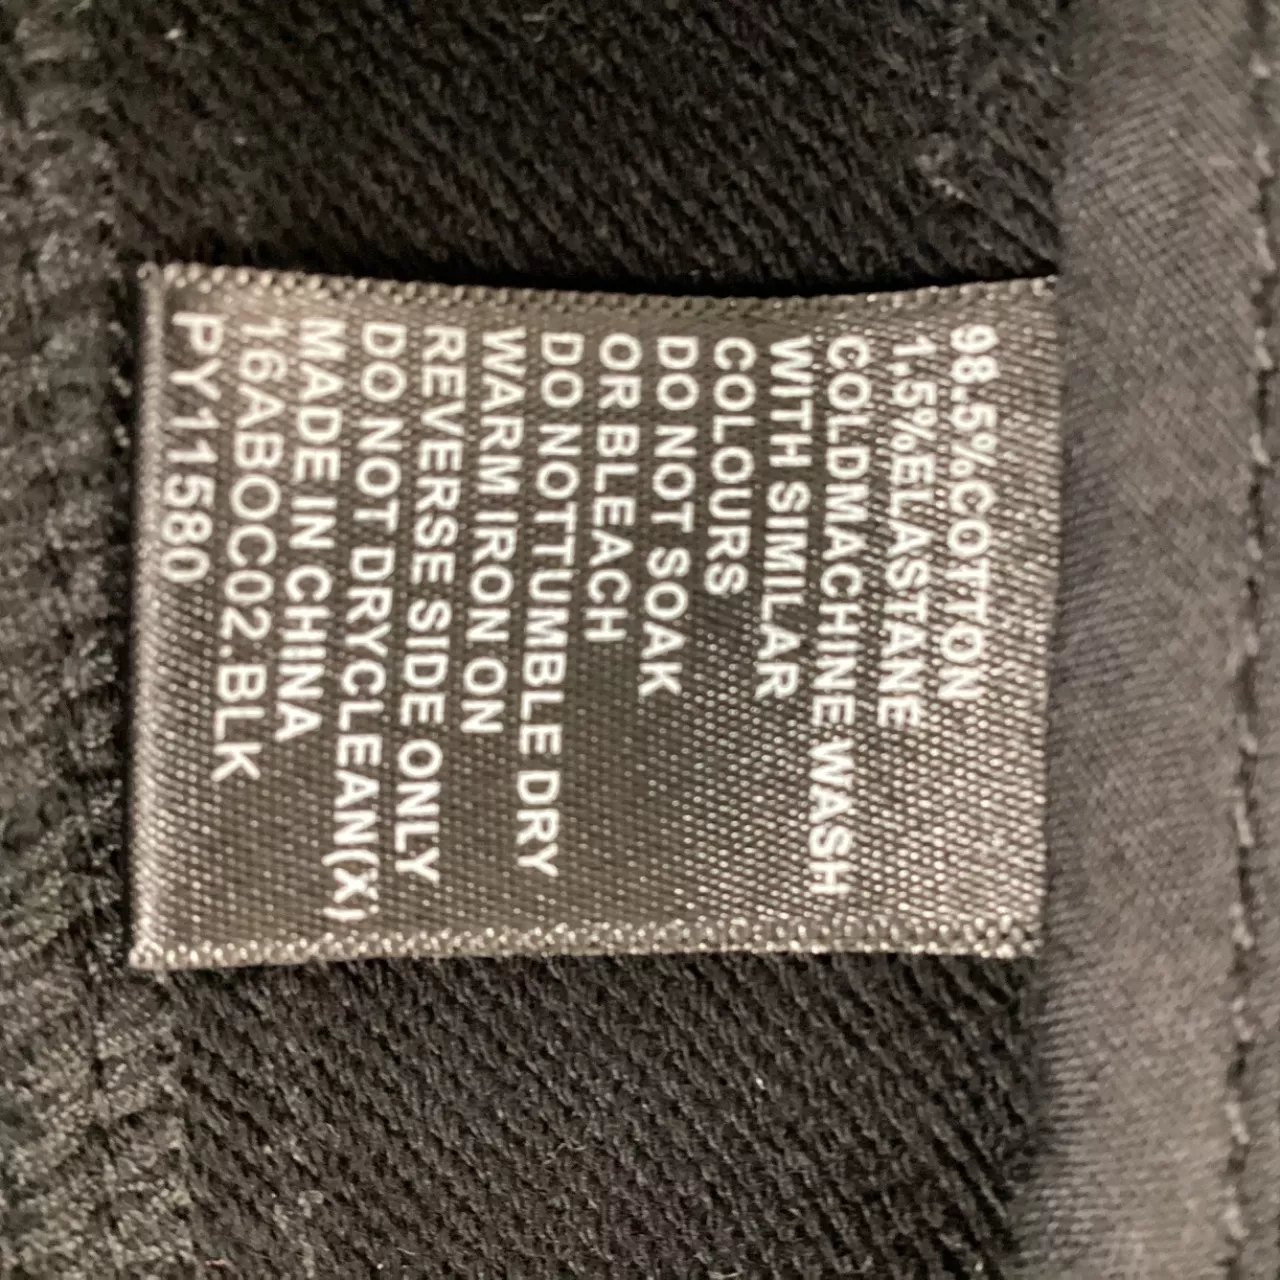 98.5%COTTON
1.5%ELASTANE
COLDMACHINE WASH
WITH SIMILAR
COLOURS
DO NOT SOAK
OR BLEACH
DO NOTTUMBLE DRY
WARM IRON ON
REVERSE SIDE ONLY
DO NOT DRYCLEAN(X)
MADE IN CHINA
16ABOC02.BLK
PY11580